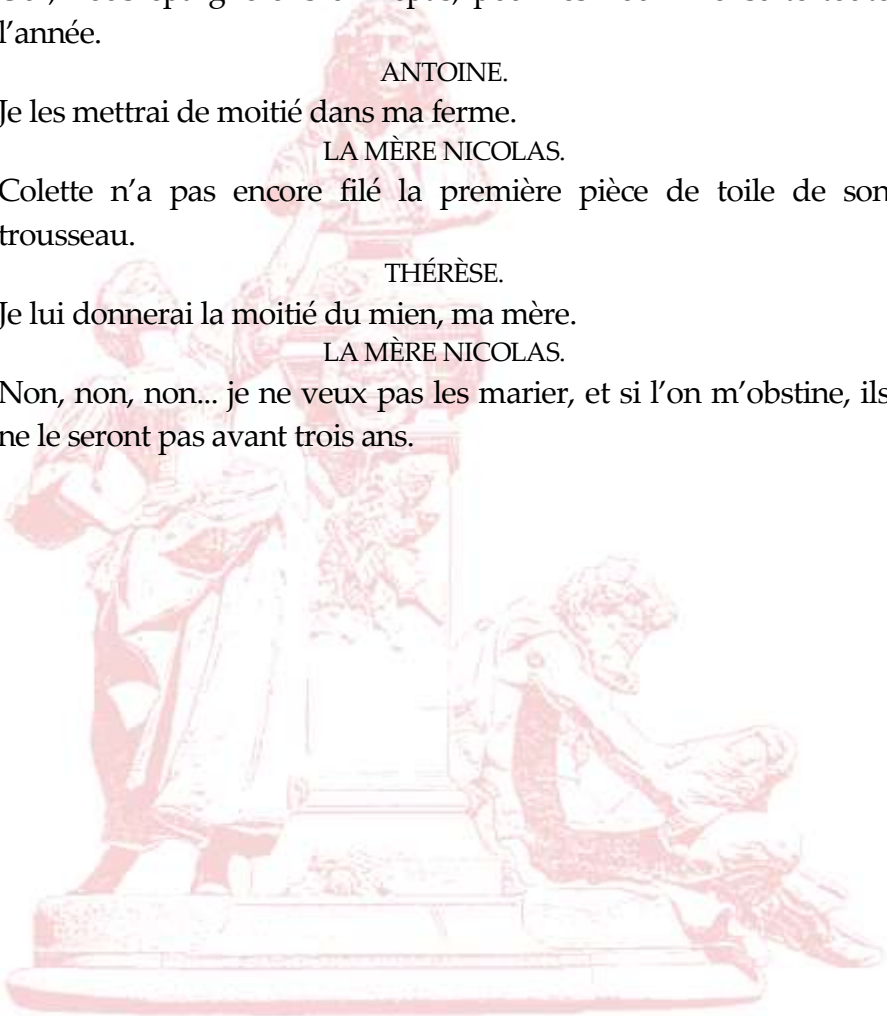 l’année.
ANTOINE.
Je les mettrai de moitié dans ma ferme.
LA MÈRE NICOLAS.
Colette n’a pas encore filé la première pièce de toile de son
trousseau.
THÉRÈSE.
Je lui donnerai la moitié du mien, ma mère.
LA MÈRE NICOLAS.
Non, non, non... je ne veux pas les marier, et si l’on m’obstine, ils
ne le seront pas avant trois ans.